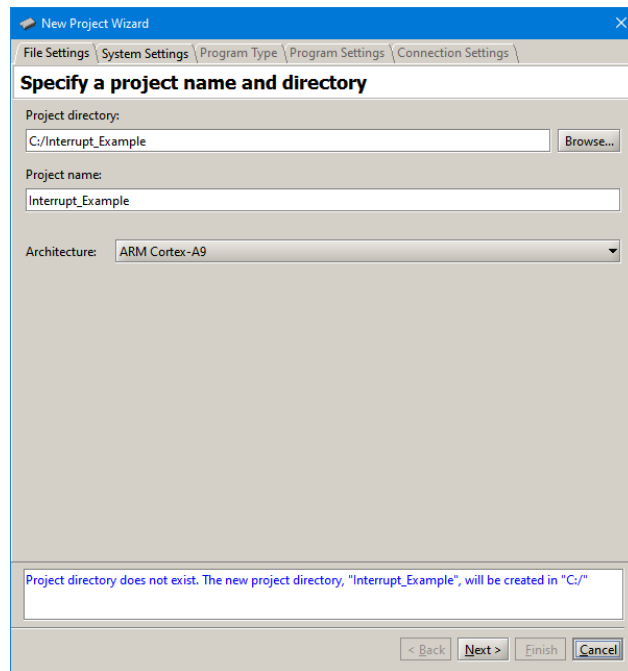 New Project Wizard
File Settings System Settings Program Type Program Settings Connection Settings
Specify a project name and directory
Project directory:
C:/Interrupt_Example Browse...
Project name:
Interrupt_Example
Architecture: ARM Cortex-A9
Project directory does not exist. The new project directory, "Interrupt_Example", will be created in "C:/"
< Back Next > Finish Cancel